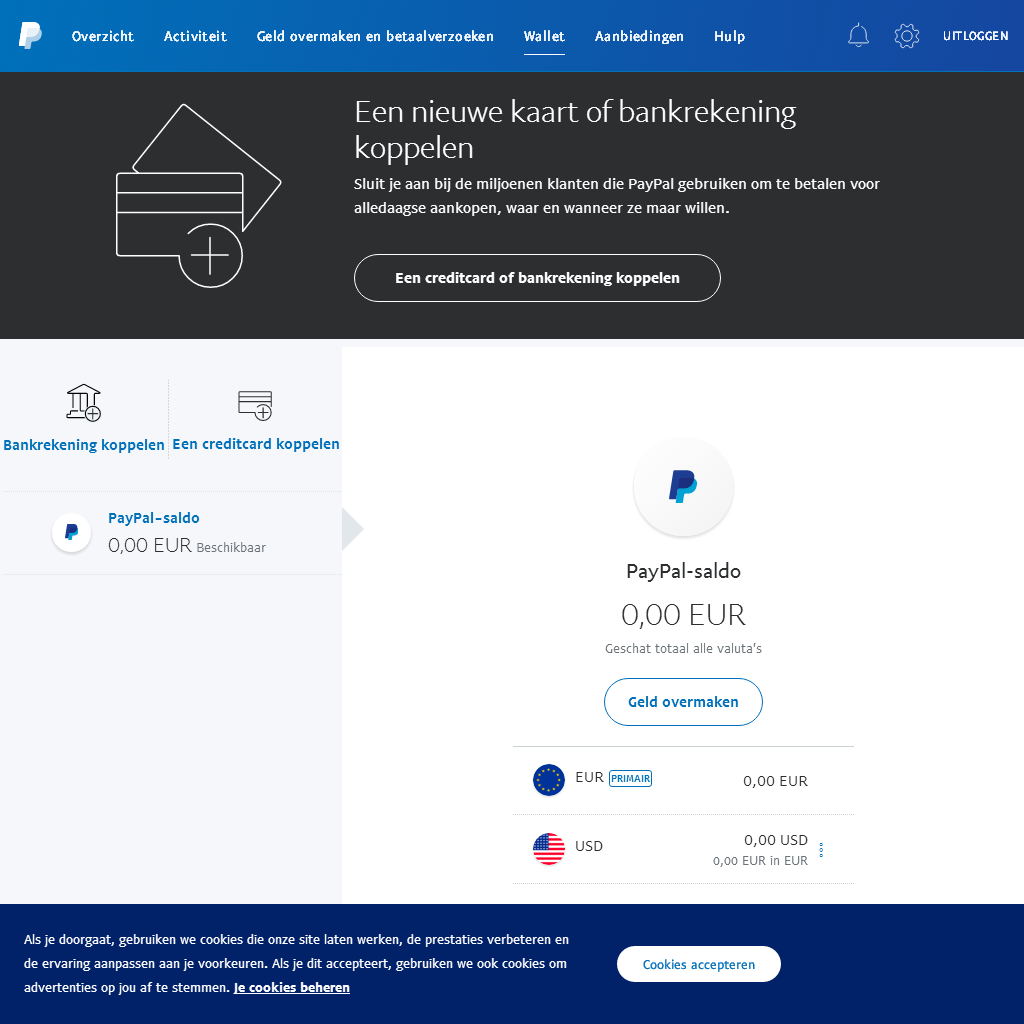 Overzicht Activiteit Geld overmaken en betaalverzoeken Wallet Aanbiedingen Hulp UITLOGGEN
Een nieuwe kaart of bankrekening
koppelen
Sluit je aan bij de miljoenen klanten die PayPal gebruiken om te betalen voor
alledaagse aankopen, waar en wanneer ze maar willen.
Een creditcard of bankrekening koppelen
Bankrekening koppelen Een creditcard koppelen
PayPal-saldo
0,00 EUR Beschikbaar
PayPal-saldo
0,00 EUR
Geschat totaal alle valuta's
Geld overmaken
EUR PRIMAIR 0,00 EUR
USD 0,00 USD
0,00 EUR in EUR
Als je doorgaat, gebruiken we cookies die onze site laten werken, de prestaties verbeteren en
de ervaring aanpassen aan je voorkeuren. Als je dit accepteert, gebruiken we ook cookies om
advertenties op jou af te stemmen. Je cookies beheren
Cookies accepteren